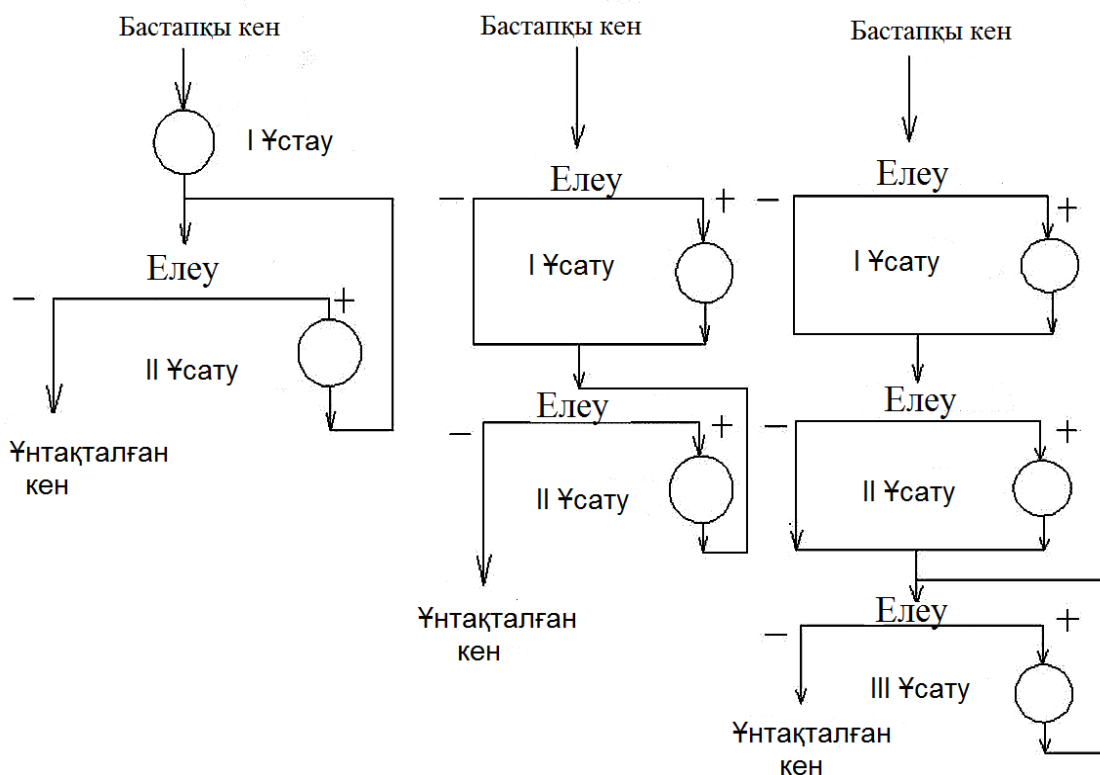 Бастапқы кен
I Ұстау
Елеу
– +
II Ұсату
Ұнтақталған
кен
Бастапқы кен
Елеу
– +
I Ұсату
Елеу
– +
II Ұсату
Ұнтақталған
кен
Бастапқы кен
Елеу
– +
I Ұсату
Елеу
– +
II Ұсату
Елеу
– +
III Ұсату
Ұнтақталған
кен